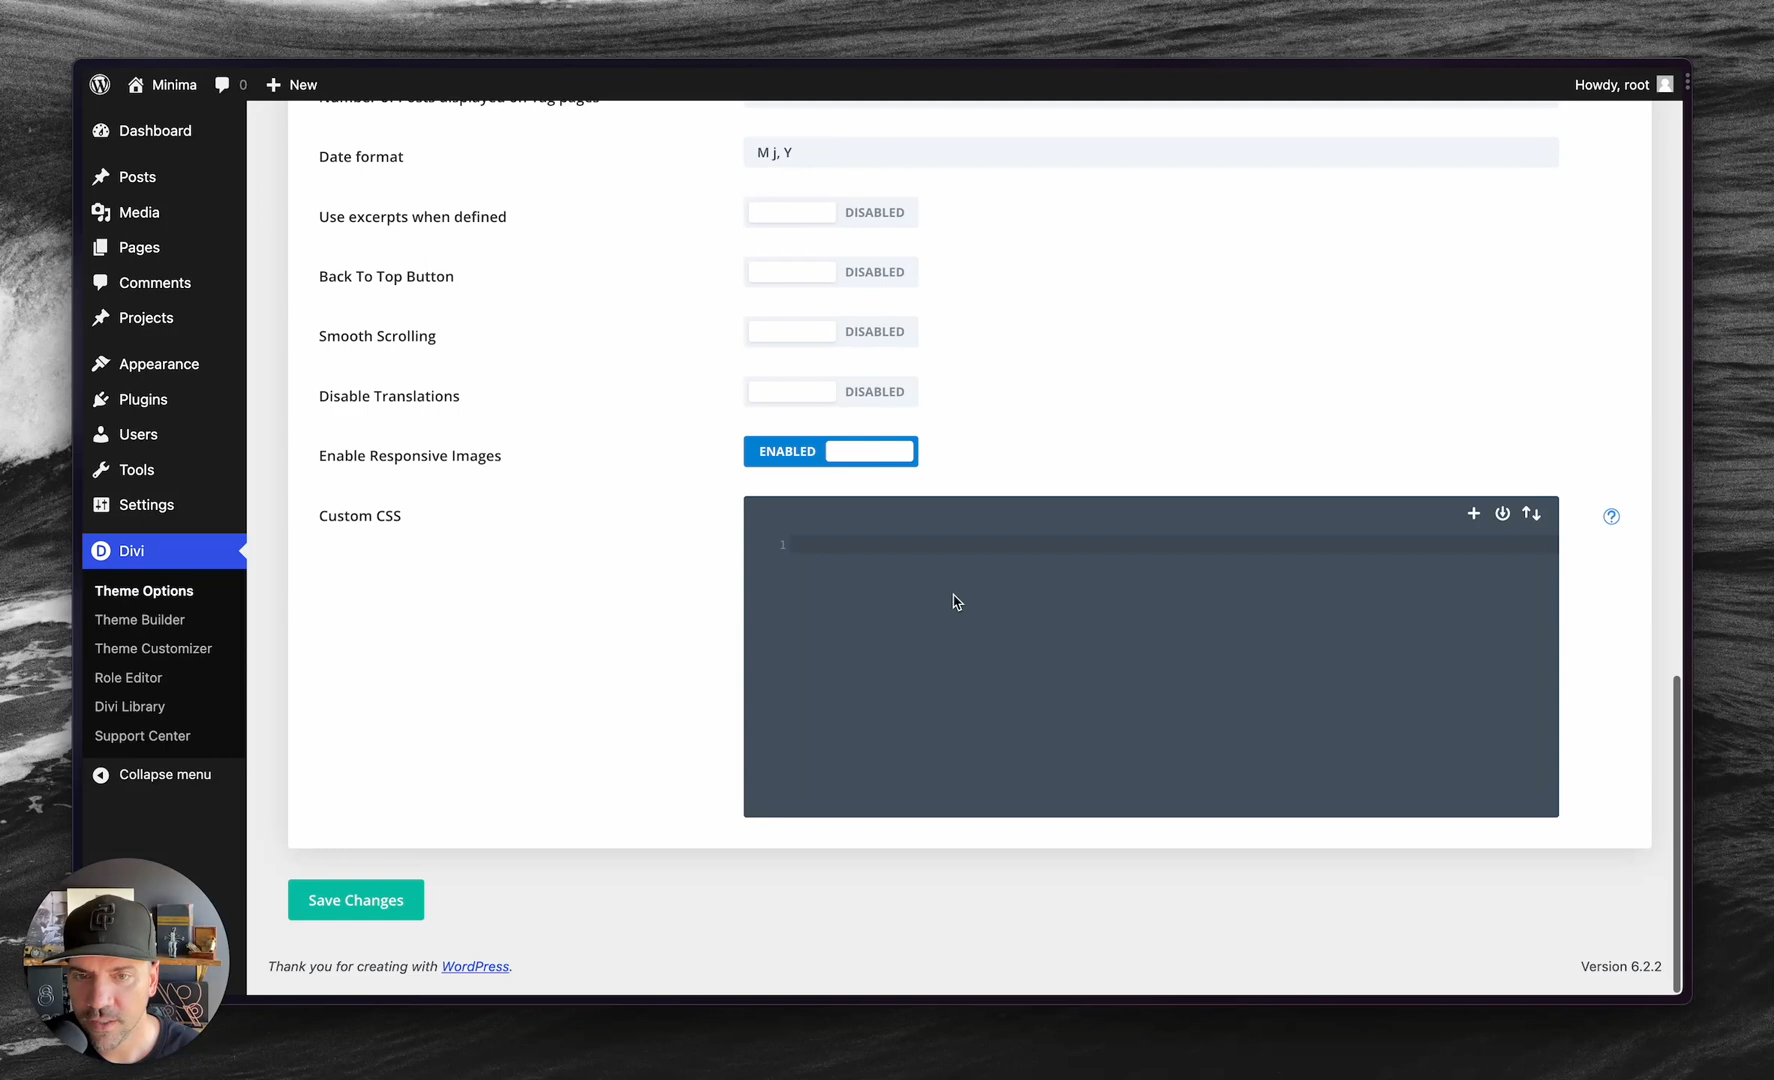 Minima
0
New
Howdy, root
Number of Posts displayed on Tag pages
Dashboard
Posts
Media
Pages
Comments
Projects
Appearance
Plugins
Users
Tools
Settings
Divi
Theme Options
Theme Builder
Theme Customizer
Role Editor
Divi Library
Support Center
Collapse menu
Date format
M j, Y
Use excerpts when defined
DISABLED
Back To Top Button
DISABLED
Smooth Scrolling
DISABLED
Disable Translations
DISABLED
Enable Responsive Images
ENABLED
Custom CSS
1
Save Changes
Thank you for creating with WordPress.
Version 6.2.2